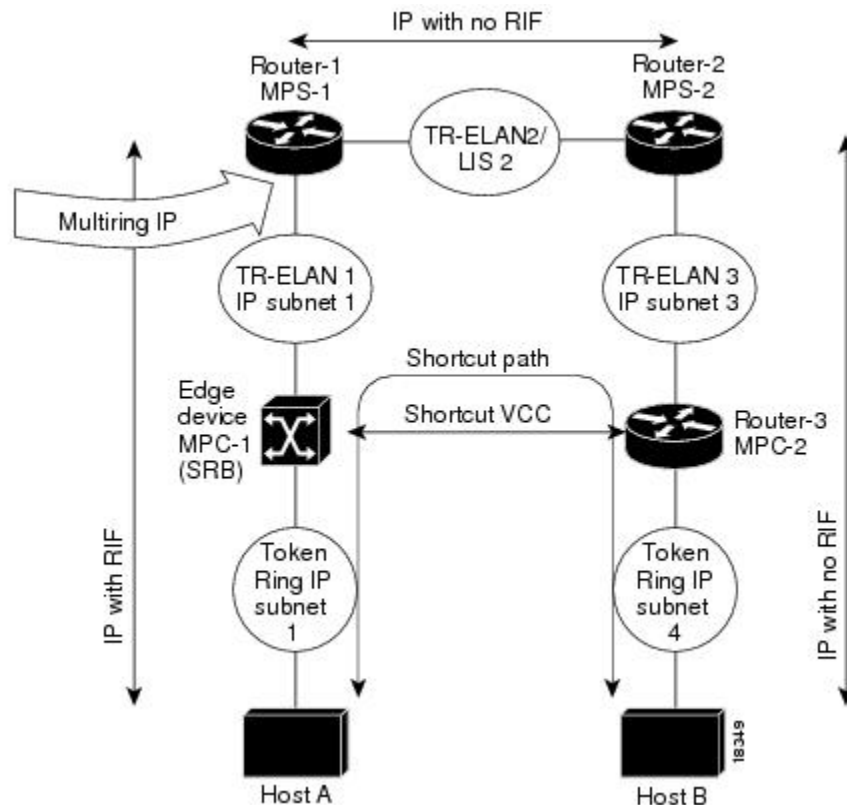 IP with no RIF
Router-1
MPS-1
Router-2
MPS-2
TR-ELAN2/
LIS 2
Multiring IP
TR-ELAN 1
IP subnet 1
TR-ELAN 3
IP subnet 3
Shortcut path
Edge
device
MPC-1
(SRB)
Shortcut VCC
Router-3
MPC-2
IP with RIF
Token
Ring IP
subnet
1
Token
Ring IP
subnet
4
IP with no RIF
Host A
Host B
18349